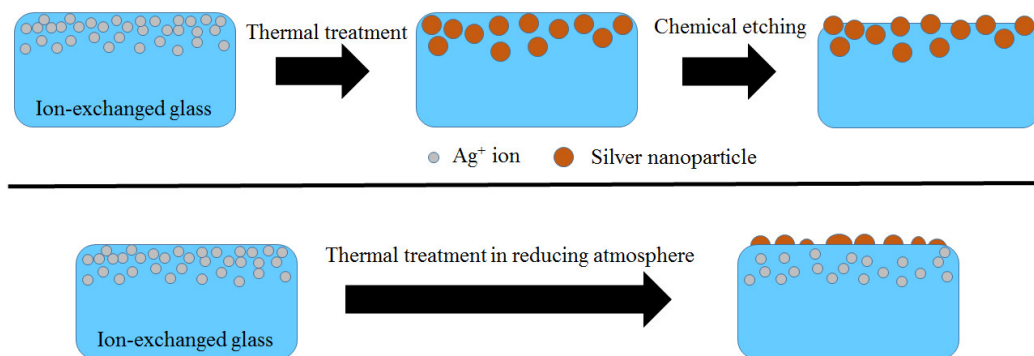 Thermal treatment
Chemical etching
Ion-exchanged glass
Ag⁺ ion
Silver nanoparticle
Thermal treatment in reducing atmosphere
Ion-exchanged glass